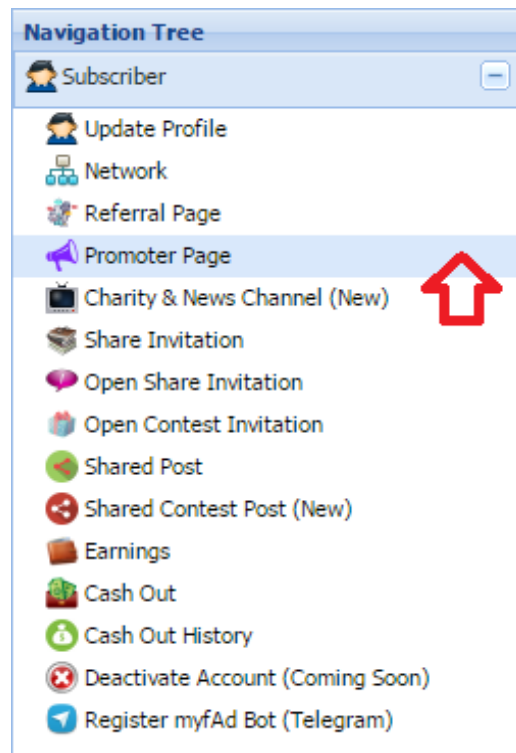 Navigation Tree
Subscriber
Update Profile
Network
Referral Page
Promoter Page
Charity & News Channel (New)
Share Invitation
Open Share Invitation
Open Contest Invitation
Shared Post
Shared Contest Post (New)
Earnings
Cash Out
Cash Out History
Deactivate Account (Coming Soon)
Register myfAd Bot (Telegram)